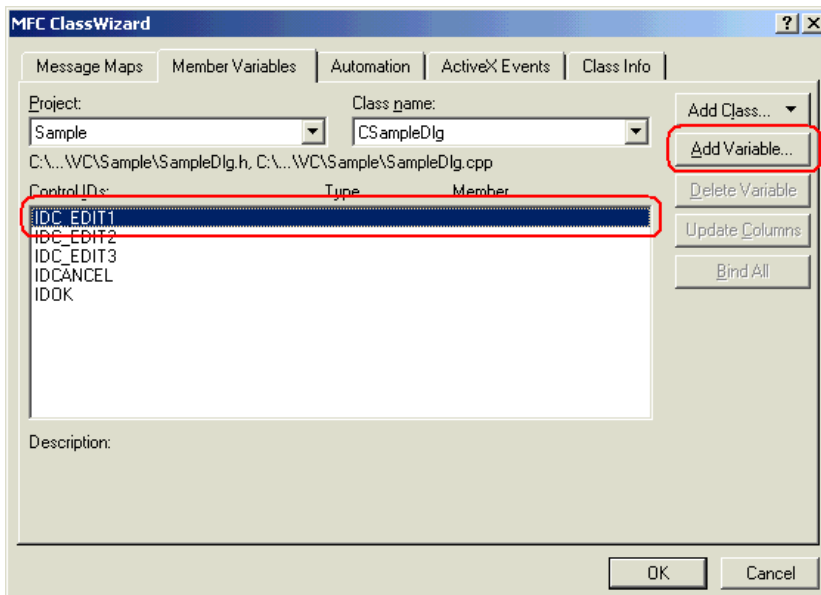 MFC ClassWizard
Message Maps Member Variables Automation ActiveX Events Class Info
Project: Class name:
Sample CSampleDlg
Add Class...
Add Variable...
C:\...\VC\Sample\SampleDlg.h, C:\...\VC\Sample\SampleDlg.cpp
Control IDs: Type Member
Delete Variable
Update Columns
Bind All
IDC_EDIT1
IDC_EDIT2
IDC_EDIT3
IDCANCEL
IDOK
Description:
OK Cancel